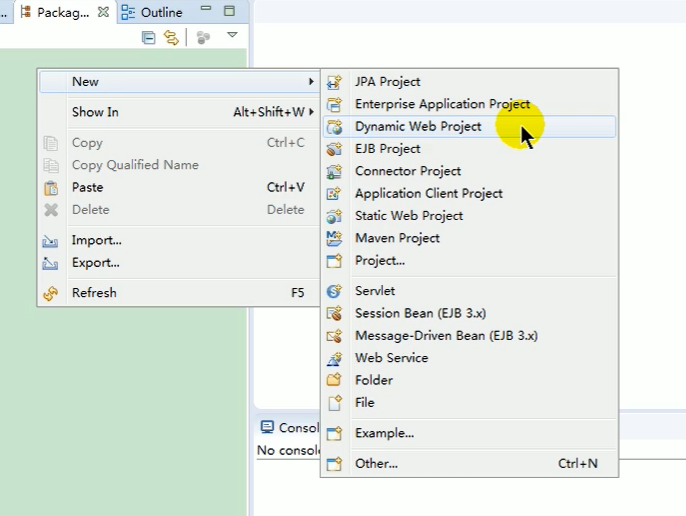 Packag...
Outline
New
Show In Alt+Shift+W
Copy Ctrl+C
Copy Qualified Name
Paste Ctrl+V
Delete Delete
Import...
Export...
Refresh F5
JPA Project
Enterprise Application Project
Dynamic Web Project
EJB Project
Connector Project
Application Client Project
Static Web Project
Maven Project
Project...
Servlet
Session Bean (EJB 3.x)
Message-Driven Bean (EJB 3.x)
Web Service
Folder
File
Example...
Other... Ctrl+N
Consol
No consol